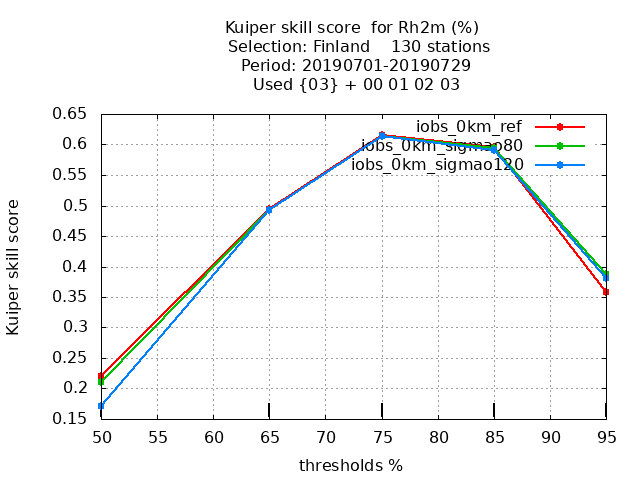 Kuiper skill score  for Rh2m (%)
Selection: Finland    130 stations
Period: 20190701-20190729
Used {03} + 00 01 02 03
iobs_0km_ref
iobs_0km_sigmao80
iobs_0km_sigmao120
Kuiper skill score
0.65
0.6
0.55
0.5
0.45
0.4
0.35
0.3
0.25
0.2
0.15
50 55 60 65 70 75 80 85 90 95
thresholds %